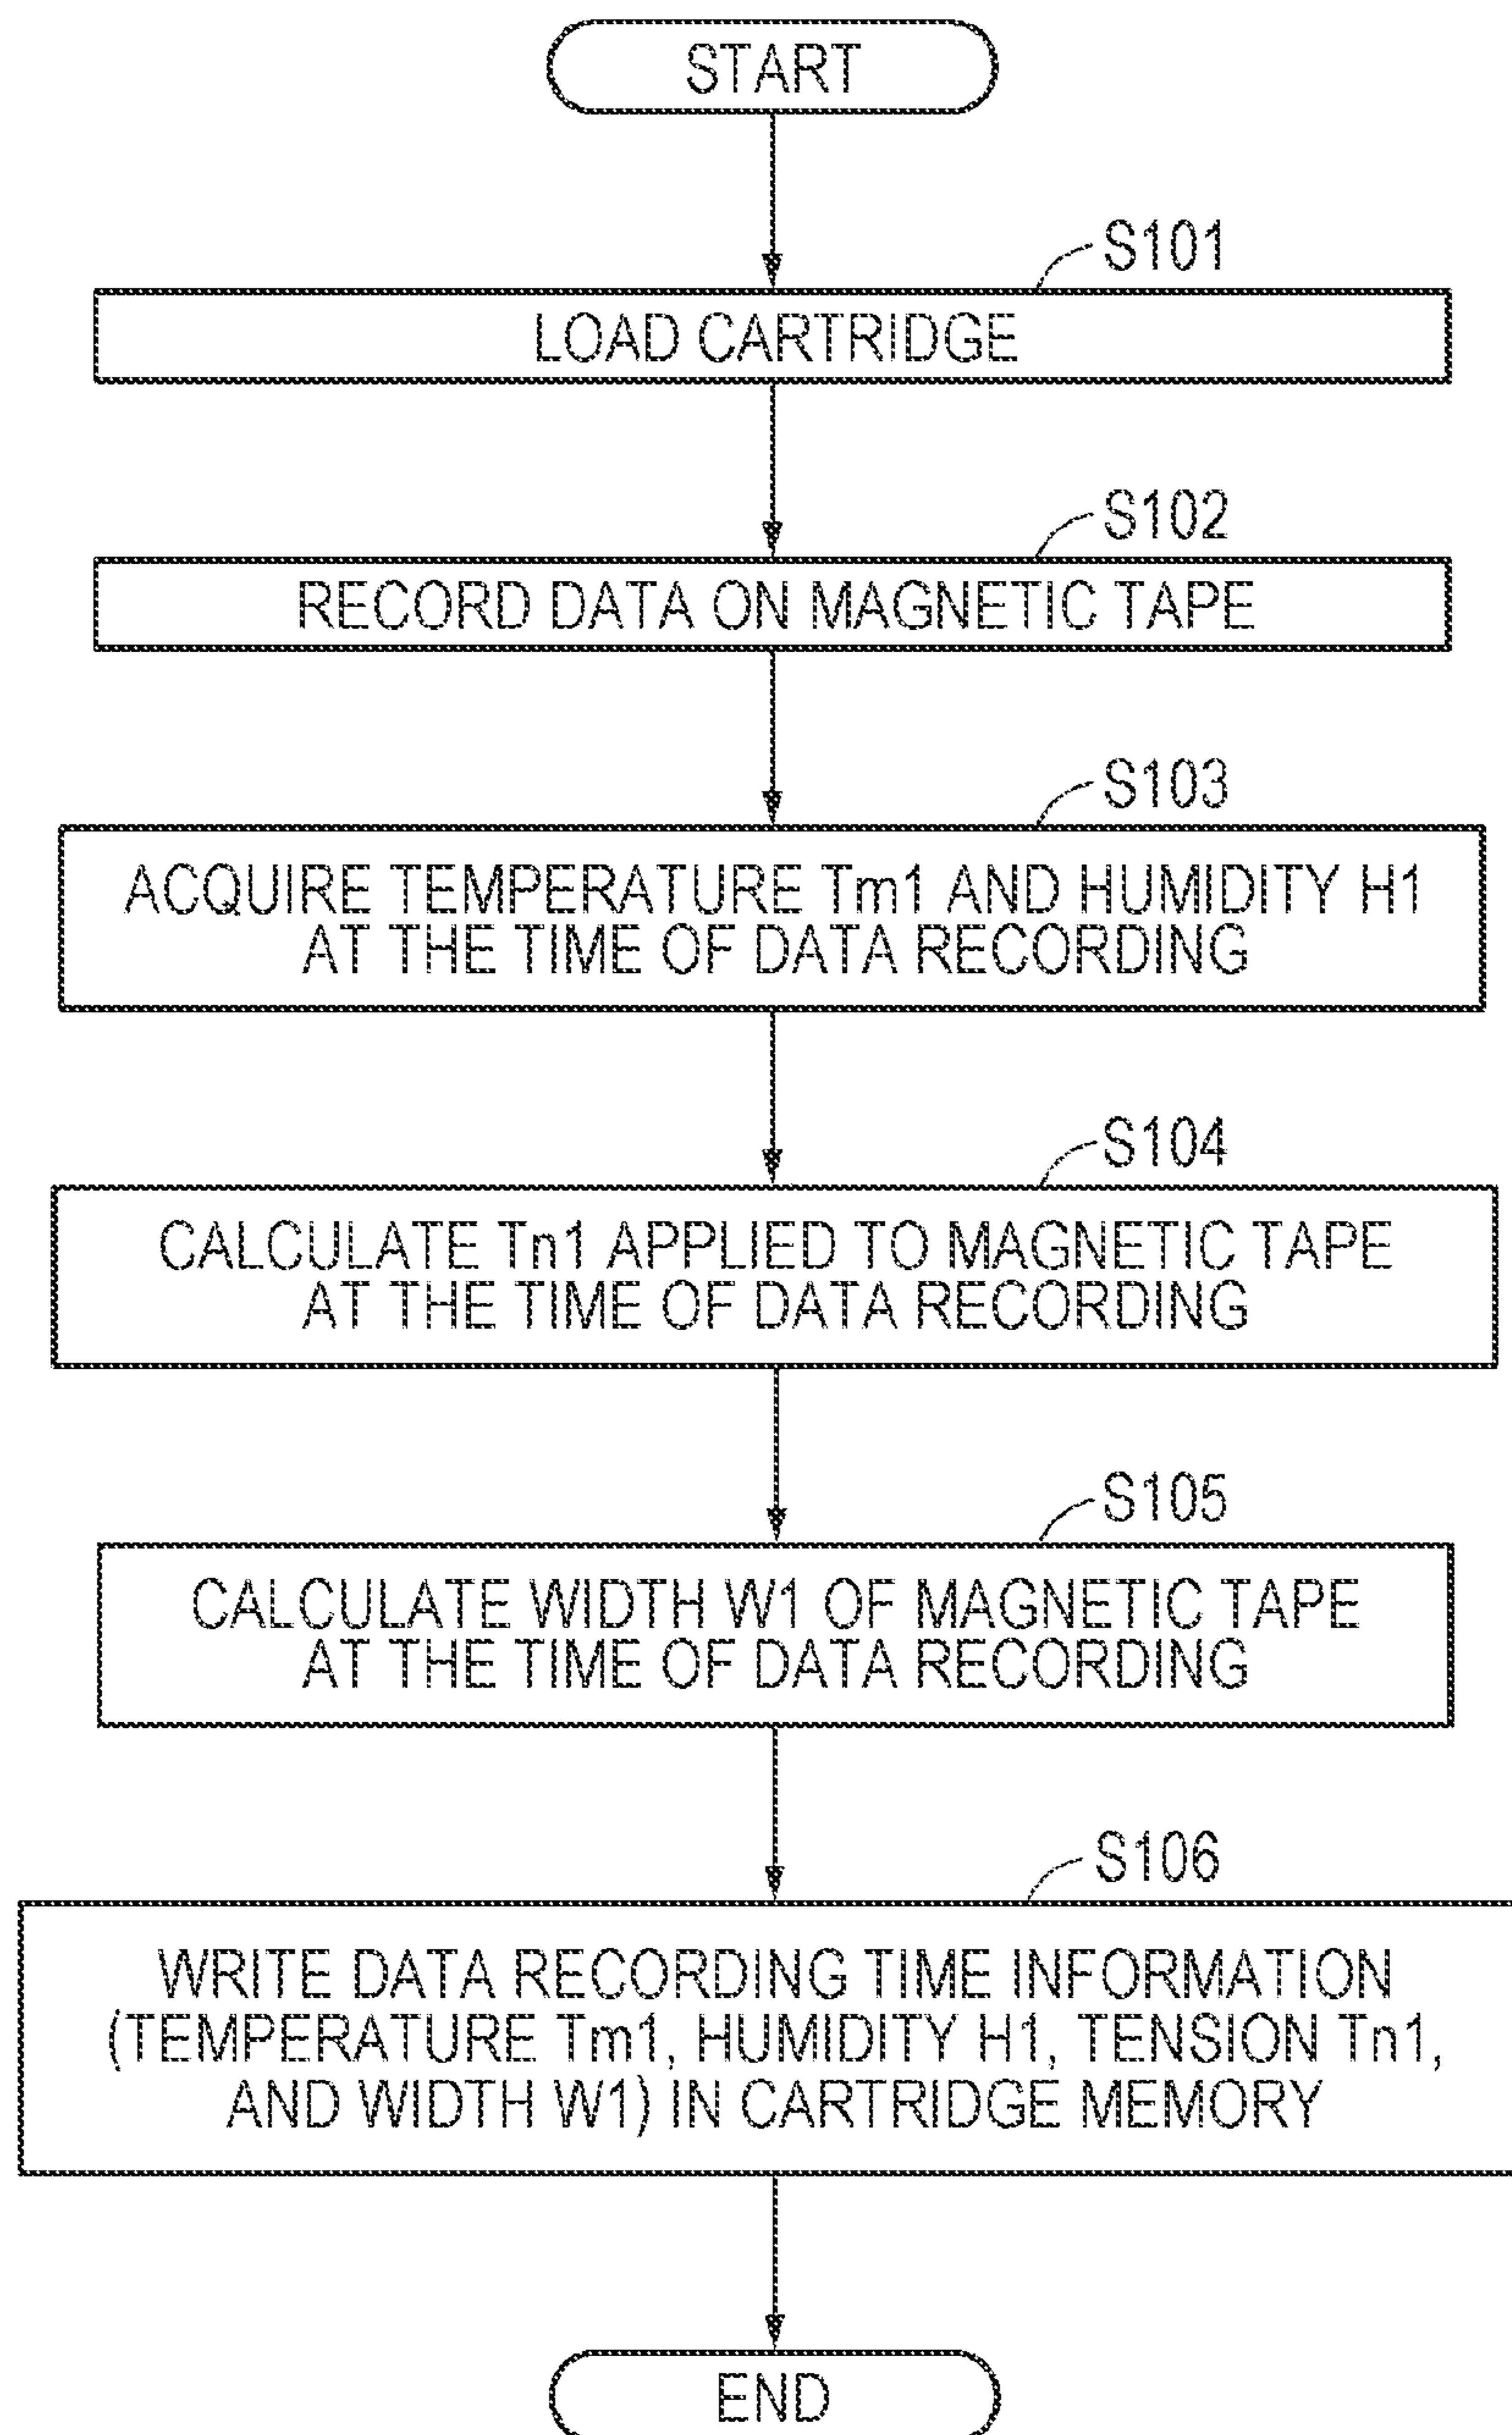 START
S101
LOAD CARTRIDGE
S102
RECORD DATA ON MAGNETIC TAPE
S103
ACQUIRE TEMPERATURE Tm1 AND HUMIDITY H1
AT THE TIME OF DATA RECORDING
S104
CALCULATE Tn1 APPLIED TO MAGNETIC TAPE
AT THE TIME OF DATA RECORDING
S105
CALCULATE WIDTH W1 OF MAGNETIC TAPE
AT THE TIME OF DATA RECORDING
S106
WRITE DATA RECORDING TIME INFORMATION
(TEMPERATURE Tm1, HUMIDITY H1, TENSION Tn1,
AND WIDTH W1) IN CARTRIDGE MEMORY
END